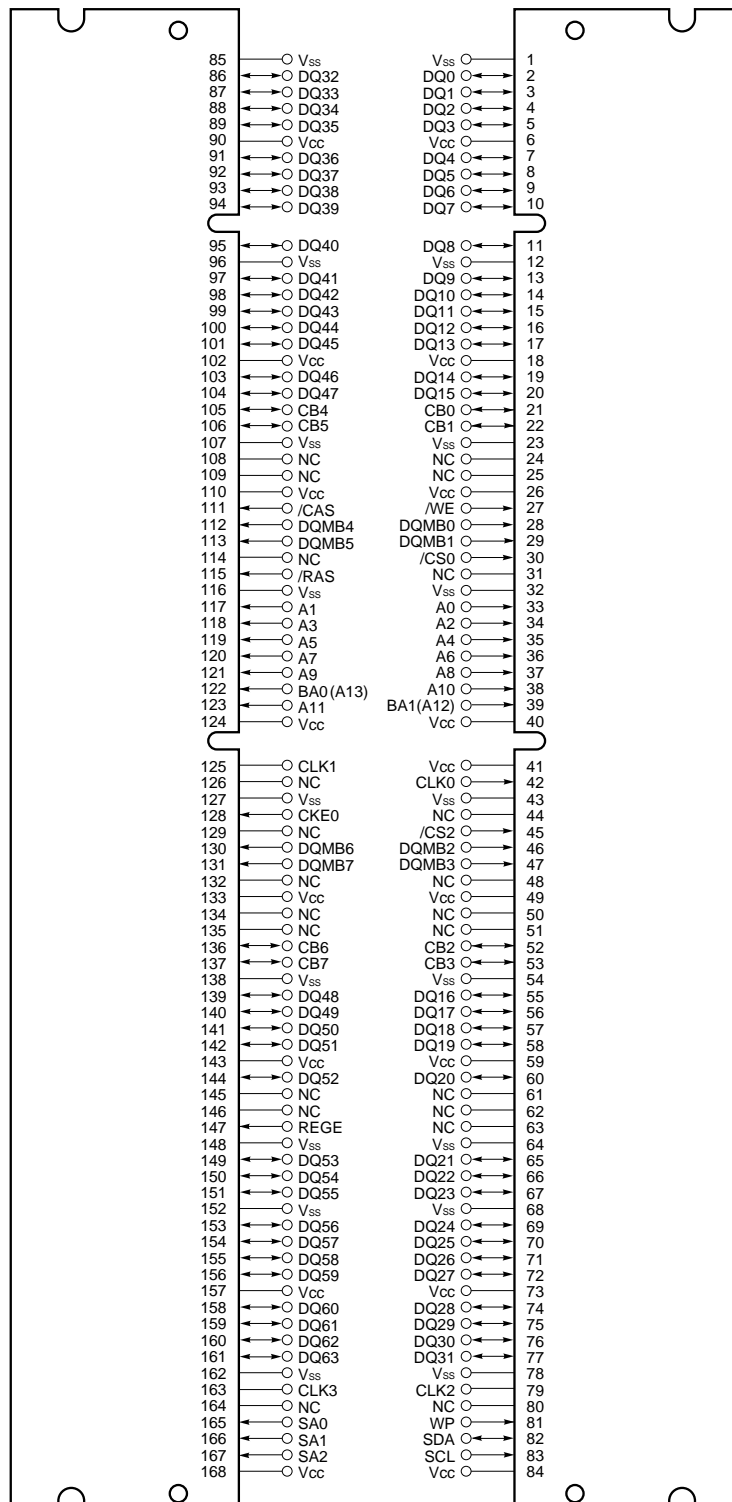 85 Vss Vss 1
86 DQ32 DQ0 2
87 DQ33 DQ1 3
88 DQ34 DQ2 4
89 DQ35 DQ3 5
90 Vcc Vcc 6
91 DQ36 DQ4 7
92 DQ37 DQ5 8
93 DQ38 DQ6 9
94 DQ39 DQ7 10
95 DQ40 DQ8 11
96 Vss Vss 12
97 DQ41 DQ9 13
98 DQ42 DQ10 14
99 DQ43 DQ11 15
100 DQ44 DQ12 16
101 DQ45 DQ13 17
102 Vcc Vcc 18
103 DQ46 DQ14 19
104 DQ47 DQ15 20
105 CB4 CB0 21
106 CB5 CB1 22
107 Vss Vss 23
108 NC NC 24
109 NC NC 25
110 Vcc Vcc 26
111 /CAS /WE 27
112 DQMB4 DQMB0 28
113 DQMB5 DQMB1 29
114 NC /CS0 30
115 /RAS NC 31
116 Vss Vss 32
117 A1 A0 33
118 A3 A2 34
119 A5 A4 35
120 A7 A6 36
121 A9 A8 37
122 BA0 (A13) A10 38
123 A11 BA1(A12) 39
124 Vcc Vcc 40
125 CLK1 Vcc 41
126 NC CLK0 42
127 Vss Vss 43
128 CKE0 NC 44
129 NC /CS2 45
130 DQMB6 DQMB2 46
131 DQMB7 DQMB3 47
132 NC NC 48
133 Vcc Vcc 49
134 NC NC 50
135 NC NC 51
136 CB6 CB2 52
137 CB7 CB3 53
138 Vss Vss 54
139 DQ48 DQ16 55
140 DQ49 DQ17 56
141 DQ50 DQ18 57
142 DQ51 DQ19 58
143 Vcc Vcc 59
144 DQ52 DQ20 60
145 NC NC 61
146 NC NC 62
147 REGE NC 63
148 Vss Vss 64
149 DQ53 DQ21 65
150 DQ54 DQ22 66
151 DQ55 DQ23 67
152 Vss Vss 68
153 DQ56 DQ24 69
154 DQ57 DQ25 70
155 DQ58 DQ26 71
156 DQ59 DQ27 72
157 Vcc Vcc 73
158 DQ60 DQ28 74
159 DQ61 DQ29 75
160 DQ62 DQ30 76
161 DQ63 DQ31 77
162 Vss Vss 78
163 CLK3 CLK2 79
164 NC NC 80
165 SA0 WP 81
166 SA1 SDA 82
167 SA2 SCL 83
168 Vcc Vcc 84